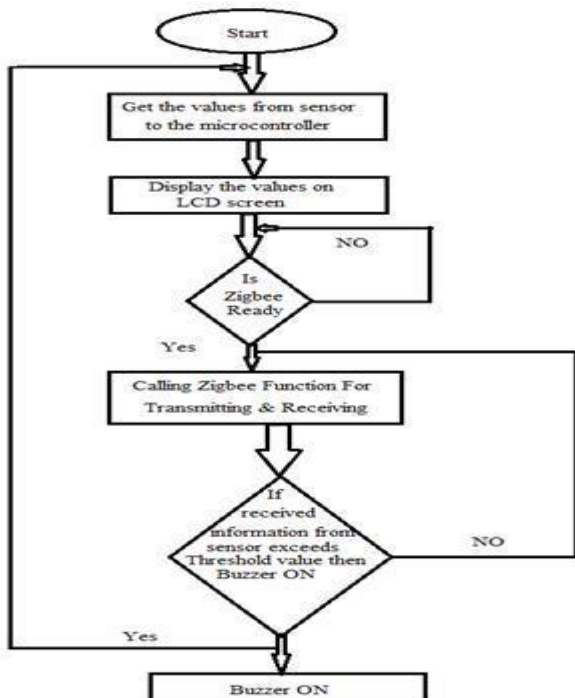 Start
Get the values from sensor
to the microcontroller
Display the values on
LCD screen
NO
Is
Zigbee
Ready
Yes
Calling Zigbee Function For
Transmitting & Receiving
If
received
information from
sensor exceeds
Threshold value then
Buzzer ON
NO
Yes
Buzzer ON